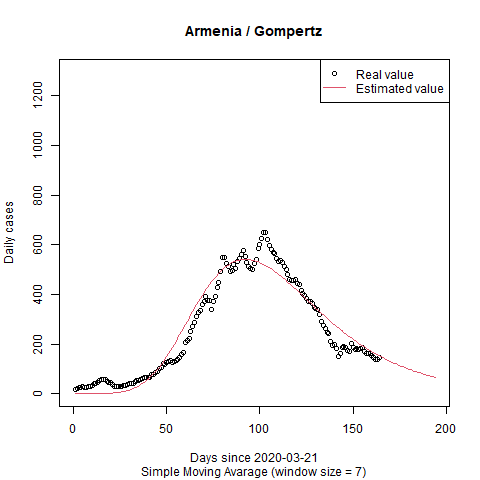 Armenia / Gompertz
Real value
Estimated value
Daily cases
0
200
400
600
800
1000
1200
0 50 100 150 200
Days since 2020-03-21
Simple Moving Avarage (window size = 7)